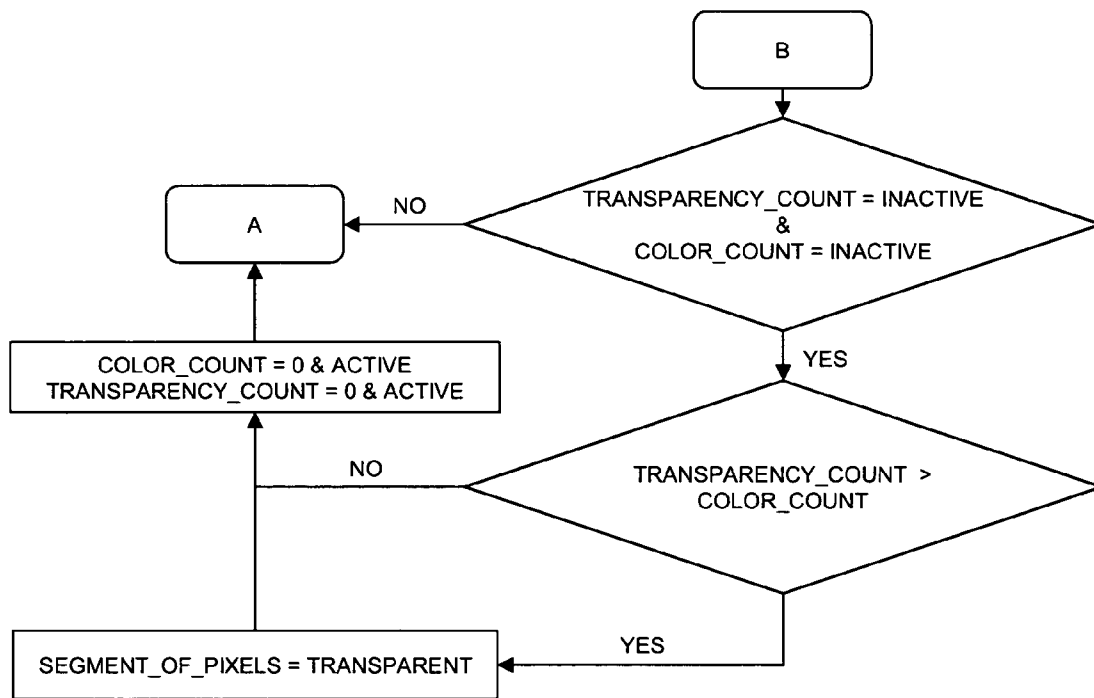 B
TRANSPARENCY_COUNT = INACTIVE
&
COLOR_COUNT = INACTIVE
NO
A
YES
COLOR_COUNT = 0 & ACTIVE
TRANSPARENCY_COUNT = 0 & ACTIVE
NO
TRANSPARENCY_COUNT >
COLOR_COUNT
YES
SEGMENT_OF_PIXELS = TRANSPARENT